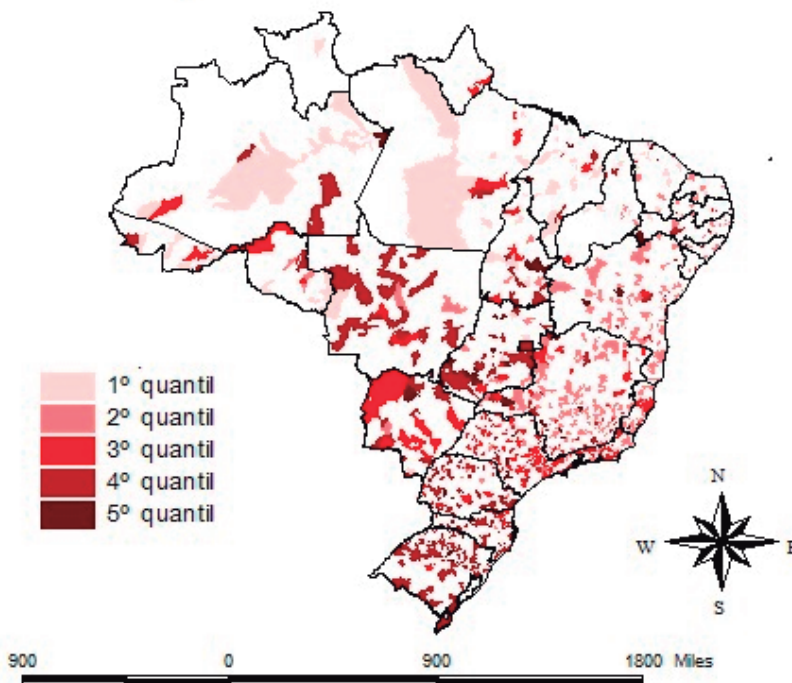 1º quantil
2º quantil
3º quantil
4º quantil
5º quantil
N
W
E
S
900 0 900 1800 Miles